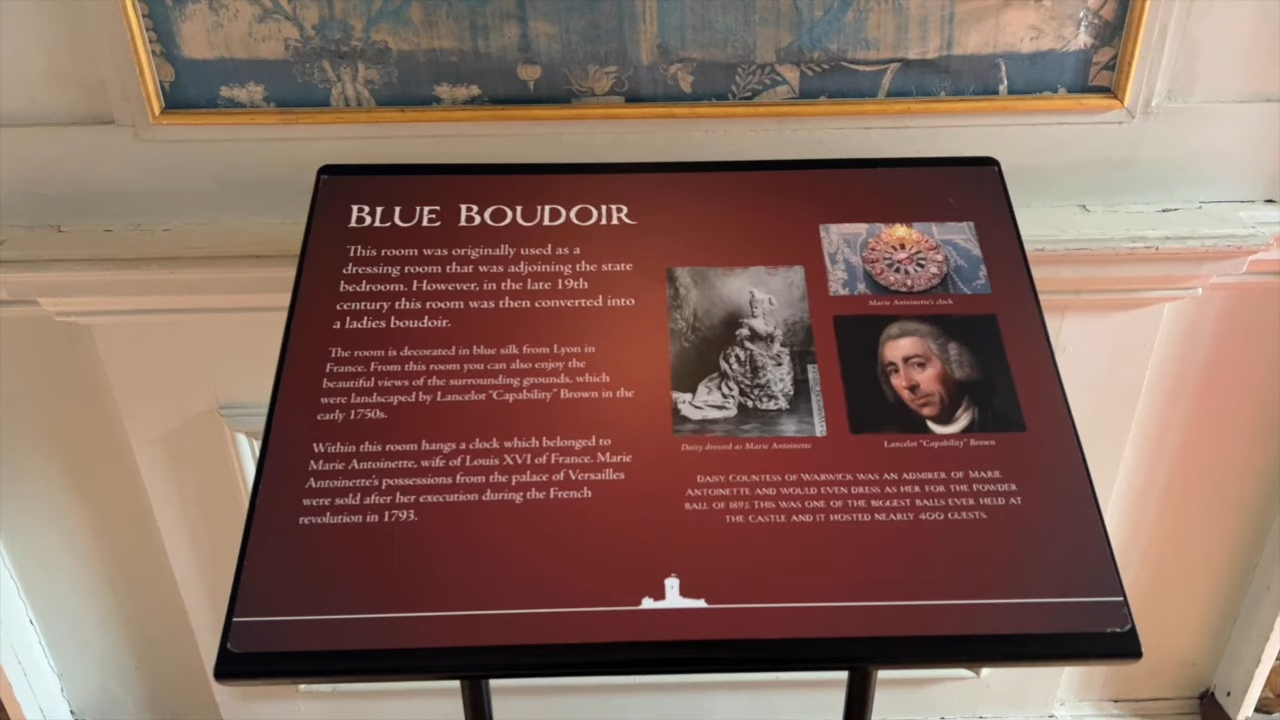 BLUE BOUDOIR
This room was originally used as a
dressing room that was adjoining the state
bedroom. However, in the late 19th
century this room was then converted into
a ladies boudoir.
The room is decorated in blue silk from Lyon in
France. From this room you can also enjoy the
beautiful views of the surrounding grounds, which
were landscaped by Lancelot "Capability" Brown in the
early 1750s.
Within this room hangs a clock which belonged to
Marie Antoinette, wife of Louis XVI of France. Marie
Antoinette's possessions from the palace of Versailles
were sold after her execution during the French
revolution in 1793.
Marie Antoinette's clock
Daisy dressed as Marie Antoinette
Lancelot "Capability" Brown
DAISY, COUNTESS OF WARWICK WAS AN ADMIRER OF MARIE
ANTOINETTE AND WOULD EVEN DRESS AS HER FOR THE POWDER
BALL OF 1895. THIS WAS ONE OF THE BIGGEST BALLS EVER HELD AT
THE CASTLE AND IT HOSTED NEARLY 400 GUESTS.